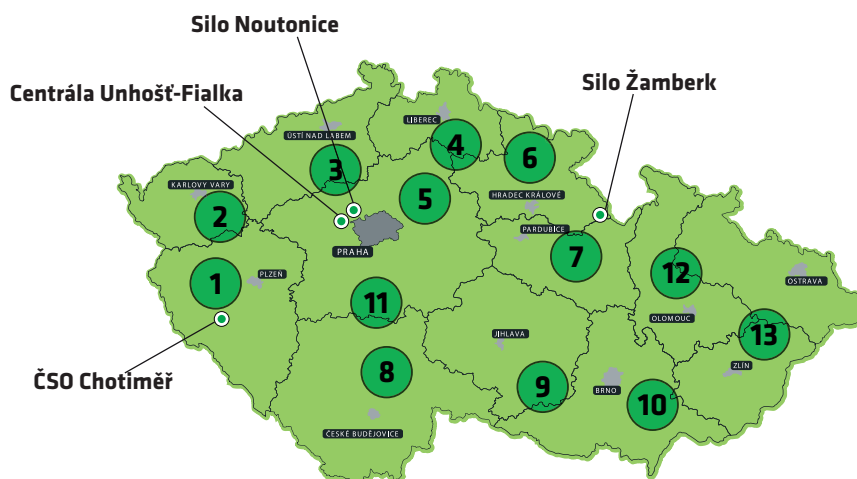 Silo Noutonice
Centrála Unhošť-Fialka
Silo Žamberk
LIBEREC
ÚSTÍ NAD LABEM
4
6
3
KARLOVY VARY
HRADEC KRÁLOVÉ
5
2
PARDUBICE
PRAHA
7
12
PLZEŇ
1
OSTRAVA
11
OLOMOUC
13
JIHLAVA
ČSO Chotiměř
8
9
BRNO
ZLÍN
10
ČESKÉ BUDĚJOVICE